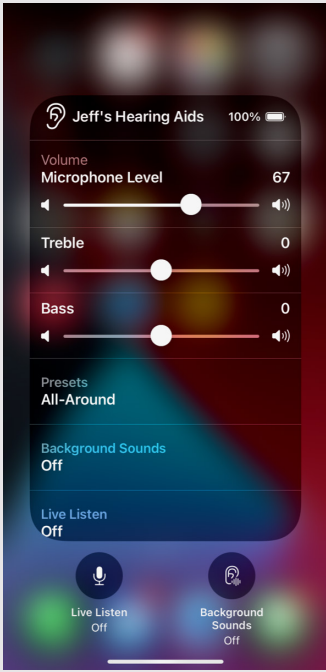 Jeff's Hearing Aids 100%
Volume
Microphone Level 67
Treble 0
Bass 0
Presets
All-Around
Background Sounds
Off
Live Listen
Off
Live Listen
Off
Background
Sounds
Off